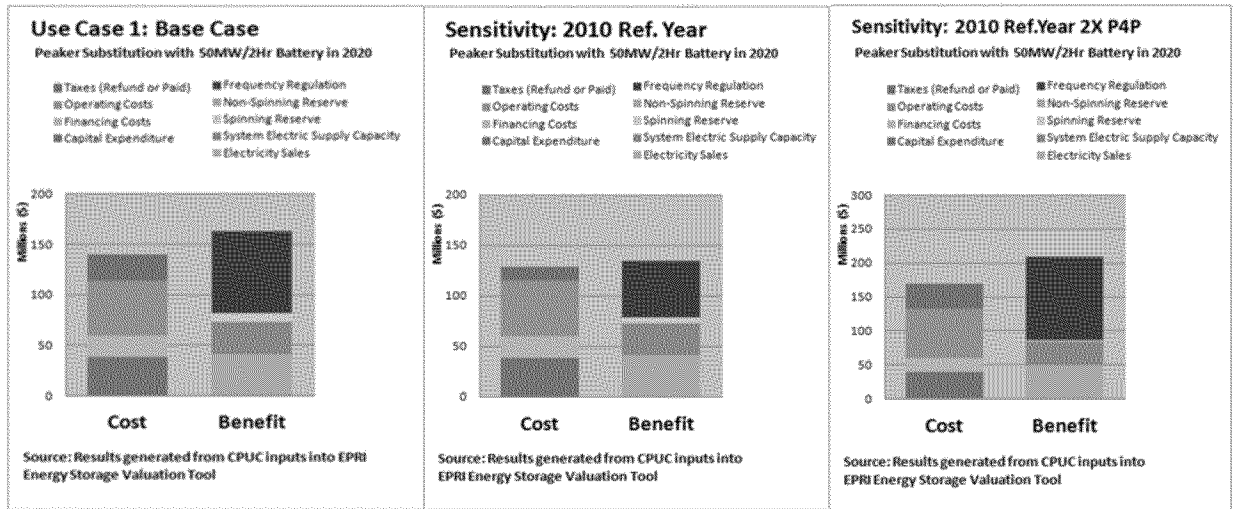 Use Case 1: Base Case
Peaker Substitution with 50MW/2Hr Battery in 2020
Taxes (Refund or Paid)
Operating Costs
Financing Costs
Capital Expenditure
Frequency Regulation
Non-Spinning Reserve
Spinning Reserve
System Electric Supply Capacity
Electricity Sales
Millions ($)
200
150
100
50
0
Cost Benefit
Source: Results generated from CPUC inputs into EPRI
Energy Storage Valuation Tool
Sensitivity: 2010 Ref. Year
Peaker Substitution with 50MW/2Hr Battery in 2020
Taxes (Refund or Paid)
Operating Costs
Financing Costs
Capital Expenditure
Frequency Regulation
Non-Spinning Reserve
Spinning Reserve
System Electric Supply Capacity
Electricity Sales
Millions ($)
200
150
100
50
0
Cost Benefit
Source: Results generated from CPUC inputs into
EPRI Energy Storage Valuation Tool
Sensitivity: 2010 Ref.Year 2X P4P
Peaker Substitution with 50MW/2Hr Battery in 2020
Taxes (Refund or Paid)
Operating Costs
Financing Costs
Capital Expenditure
Frequency Regulation
Non-Spinning Reserve
Spinning Reserve
System Electric Supply Capacity
Electricity Sales
Millions ($)
300
250
200
150
100
50
0
Cost Benefit
Source: Results generated from CPUC inputs into
EPRI Energy Storage Valuation Tool